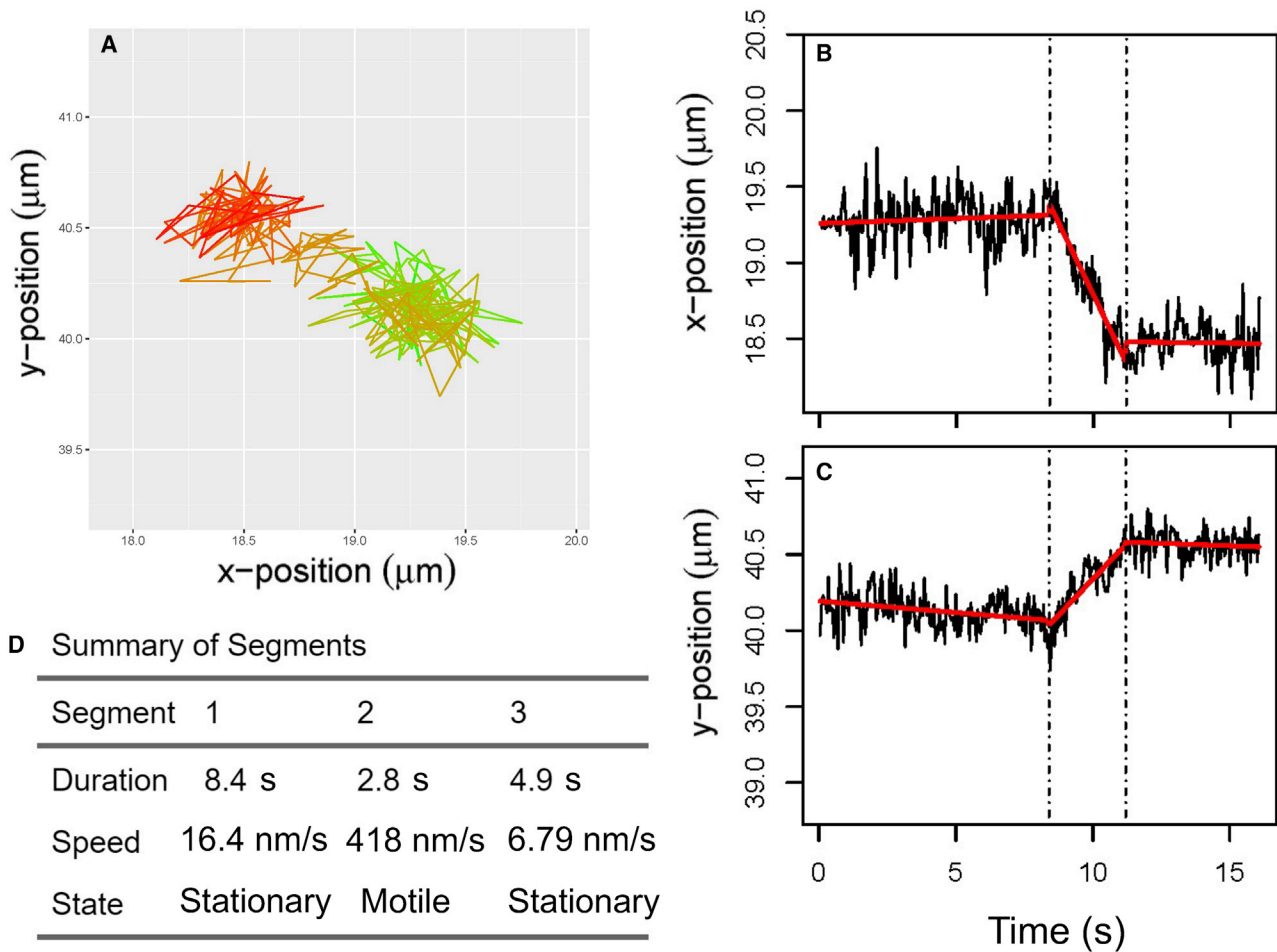 A
41.0
40.5
40.0
39.5
18.0 18.5 19.0 19.5 20.0
y−position (μm)
x−position (μm)
B
20.5
20.0
19.5
19.0
18.5
x−position (μm)
C
41.0
40.5
40.0
39.5
39.0
y−position (μm)
0 5 10 15
Time (s)
D Summary of Segments
Segment 1 2 3
Duration 8.4 s 2.8 s 4.9 s
Speed 16.4 nm/s 418 nm/s 6.79 nm/s
State Stationary Motile Stationary